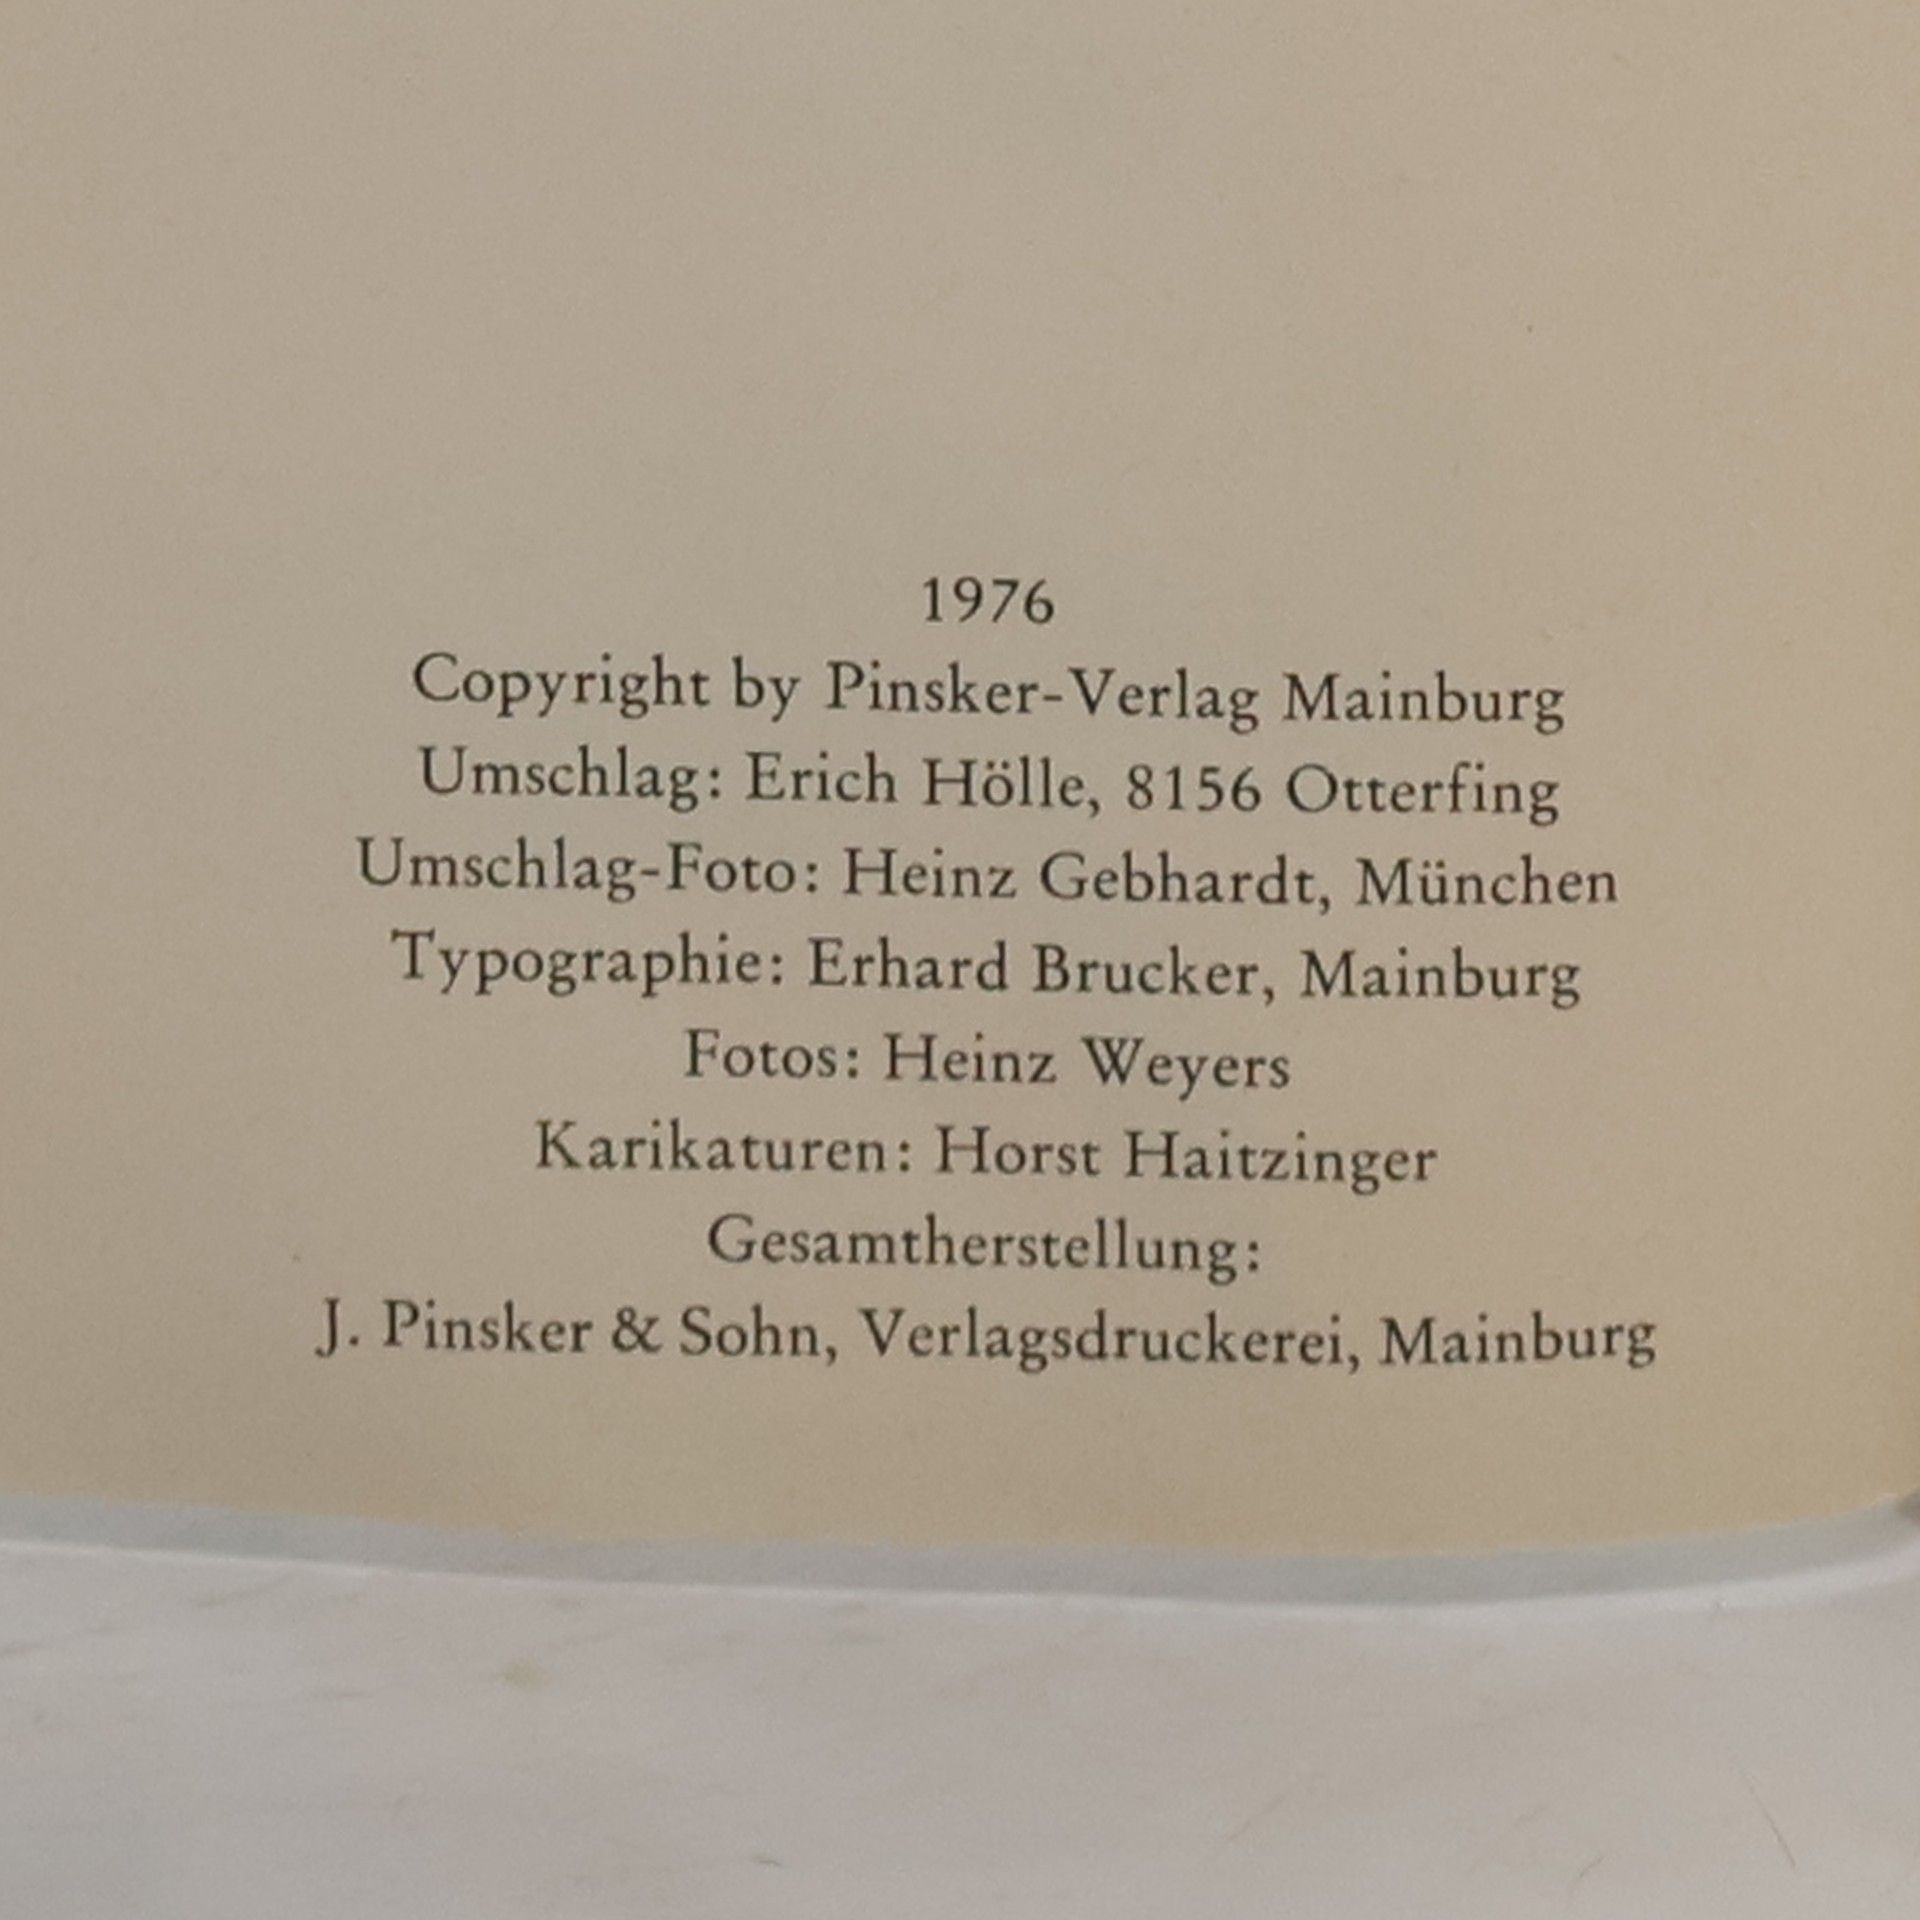 1976
Copyright by Pinsker-Verlag Mainburg
Umschlag: Erich Hölle, 8156 Otterfing
Umschlag-Foto: Heinz Gebhardt, München
Typographie: Erhard Brucker, Mainburg
Fotos: Heinz Weyers
Karikaturen: Horst Haitzinger
Gesamtherstellung:
J. Pinsker & Sohn, Verlagsdruckerei, Mainburg